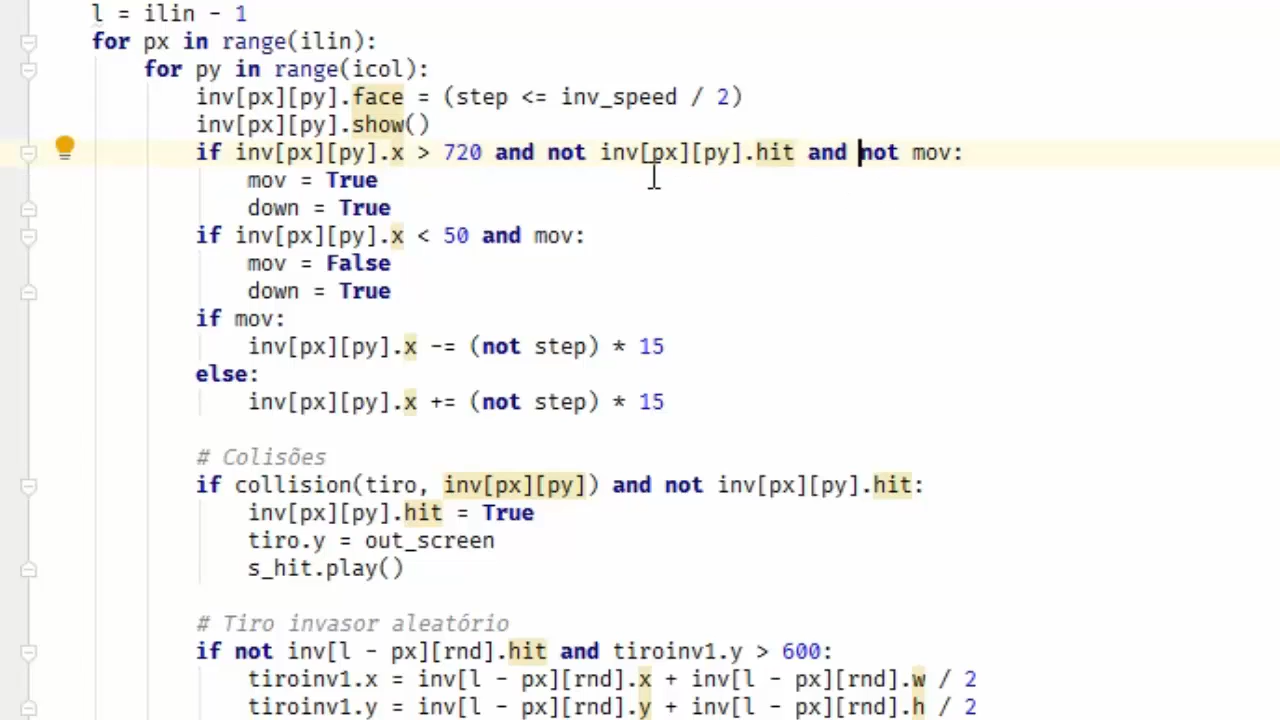 l = ilin - 1
for px in range(ilin):
for py in range(icol):
inv[px][py].face = (step <= inv_speed / 2)
inv[px][py].show()
if inv[px][py].x > 720 and not inv[px][py].hit and not mov:
mov = True
down = True
if inv[px][py].x < 50 and mov:
mov = False
down = True
if mov:
inv[px][py].x -= (not step) * 15
else:
inv[px][py].x += (not step) * 15
# Colisões
if collision(tiro, inv[px][py]) and not inv[px][py].hit:
inv[px][py].hit = True
tiro.y = out_screen
s_hit.play()
# Tiro invasor aleatório
if not inv[l - px][rnd].hit and tiroinv1.y > 600:
tiroinv1.x = inv[l - px][rnd].x + inv[l - px][rnd].w / 2
tiroinv1.y = inv[l - px][rnd].y + inv[l - px][rnd].h / 2